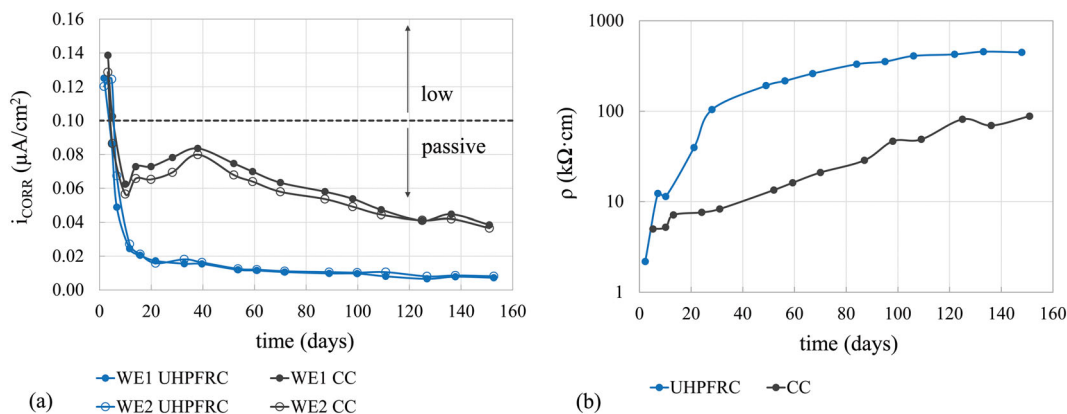 0.16
0.14
0.12
0.10
0.08
0.06
0.04
0.02
0.00
i_CORR (µA/cm²)
low
passive
0 20 40 60 80 100 120 140 160
time (days)
WE1 UHPFRC WE1 CC
WE2 UHPFRC WE2 CC
(a)
1000
100
10
1
ρ (kΩ·cm)
0 20 40 60 80 100 120 140 160
time (days)
UHPFRC CC
(b)